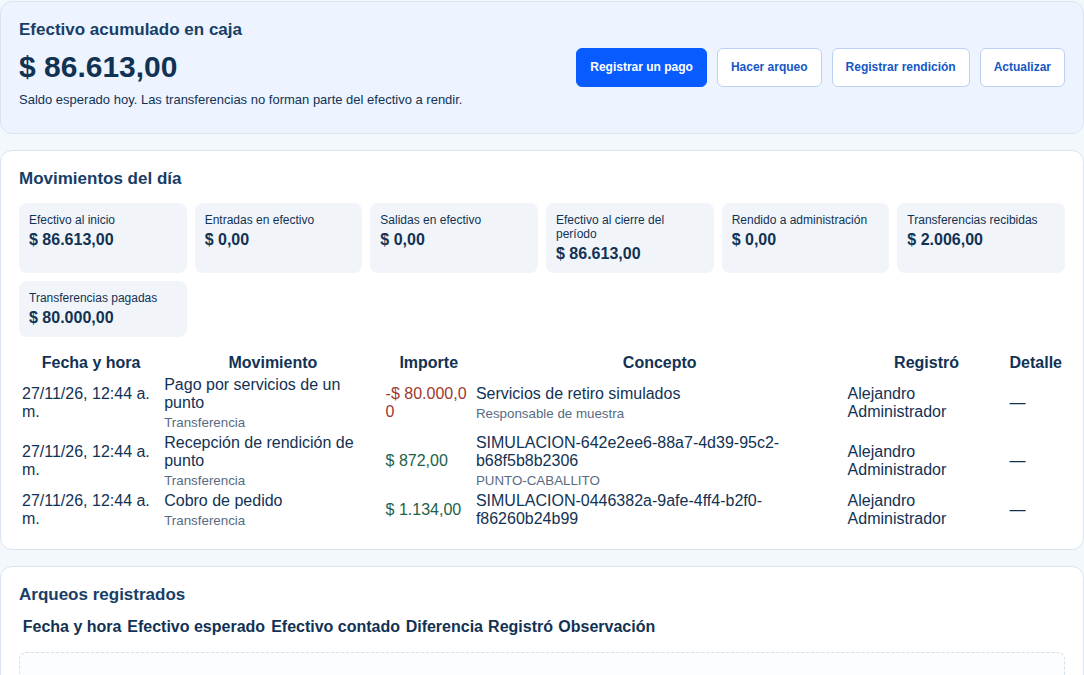 Efectivo acumulado en caja
$ 86.613,00
Saldo esperado hoy. Las transferencias no forman parte del efectivo a rendir.
Registrar un pago
Hacer arqueo
Registrar rendición
Actualizar
Movimientos del día
Efectivo al inicio
$ 86.613,00
Entradas en efectivo
$ 0,00
Salidas en efectivo
$ 0,00
Efectivo al cierre del
período
$ 86.613,00
Rendido a administración
$ 0,00
Transferencias recibidas
$ 2.006,00
Transferencias pagadas
$ 80.000,00
Fecha y hora Movimiento Importe Concepto Registró Detalle
27/11/26, 12:44 a.
m.
Pago por servicios de un
punto
Transferencia
-$ 80.000,0
0
Servicios de retiro simulados
Responsable de muestra
Alejandro
Administrador
—
27/11/26, 12:44 a.
m.
Recepción de rendición de
punto
Transferencia
$ 872,00
SIMULACION-642e2ee6-88a7-4d39-95c2-
b68f5b8b2306
PUNTO-CABALLITO
Alejandro
Administrador
—
27/11/26, 12:44 a.
m.
Cobro de pedido
Transferencia
$ 1.134,00
SIMULACION-0446382a-9afe-4ff4-b2f0-
f86260b24b99
Alejandro
Administrador
—
Arqueos registrados
Fecha y hora Efectivo esperado Efectivo contado Diferencia Registró Observación